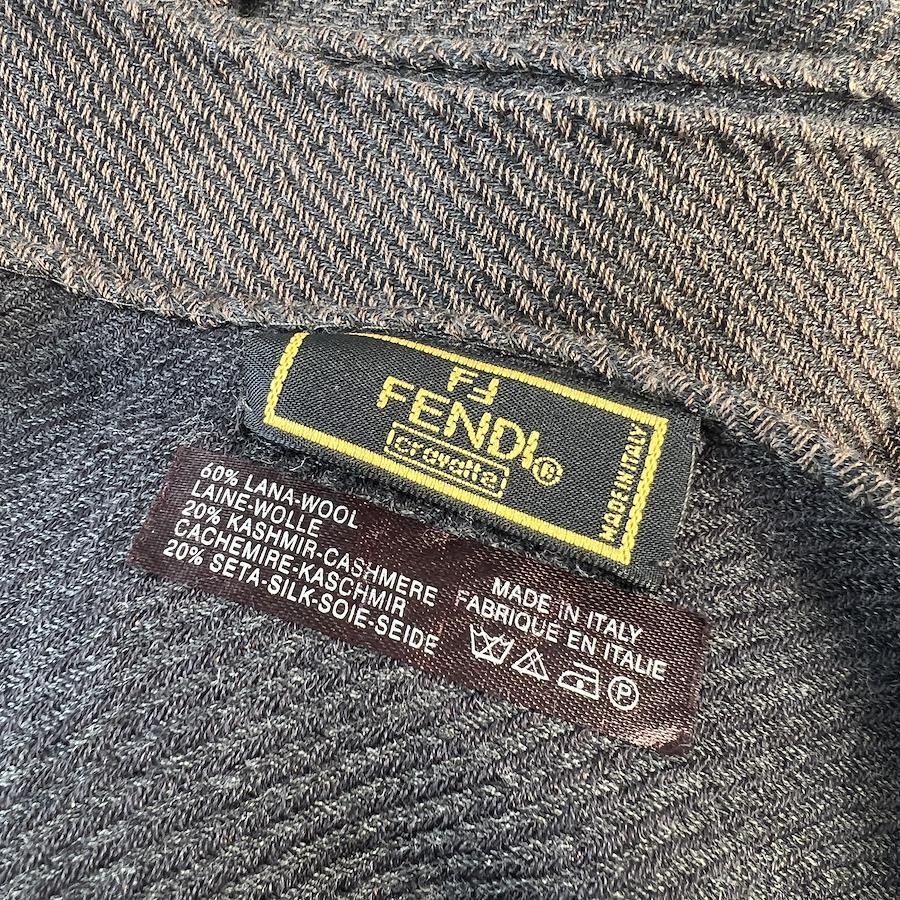 FF
FENDI®
cravatta
MADE IN ITALY
60% LANA-WOOL
LAINE-WOLLE
20% KASHMIR-CASHMERE
CACHEMIRE-KASCHMIR
20% SETA-SILK-SOIE-SEIDE
MADE IN ITALY
FABRIQUE EN ITALIE
P